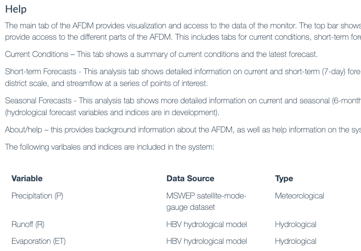 Help
The main tab of the AFDM provides visualization and access to the data of the monitor. The top bar shows
provide access to the different parts of the AFDM. This includes tabs for current conditions, short-term for
Current Conditions – This tab shows a summary of current conditions and the latest forecast.
Short-term Forecasts - This analysis tab shows detailed information on current and short-term (7-day) fore
district scale, and streamflow at a series of points of interest.
Seasonal Forecasts - This analysis tab shows more detailed information on current and seasonal (6-month
(hydrological forecast variables and indices are in development).
About/help – this provides background information about the AFDM, as well as help information on the sys
The following varibales and indices are included in the system:
Variable Data Source Type
Precipitation (P) MSWEP satellite-mode- Meteorological
gauge dataset
Runoff (R) HBV hydrological model Hydrological
Evaporation (ET) HBV hydrological model Hydrological